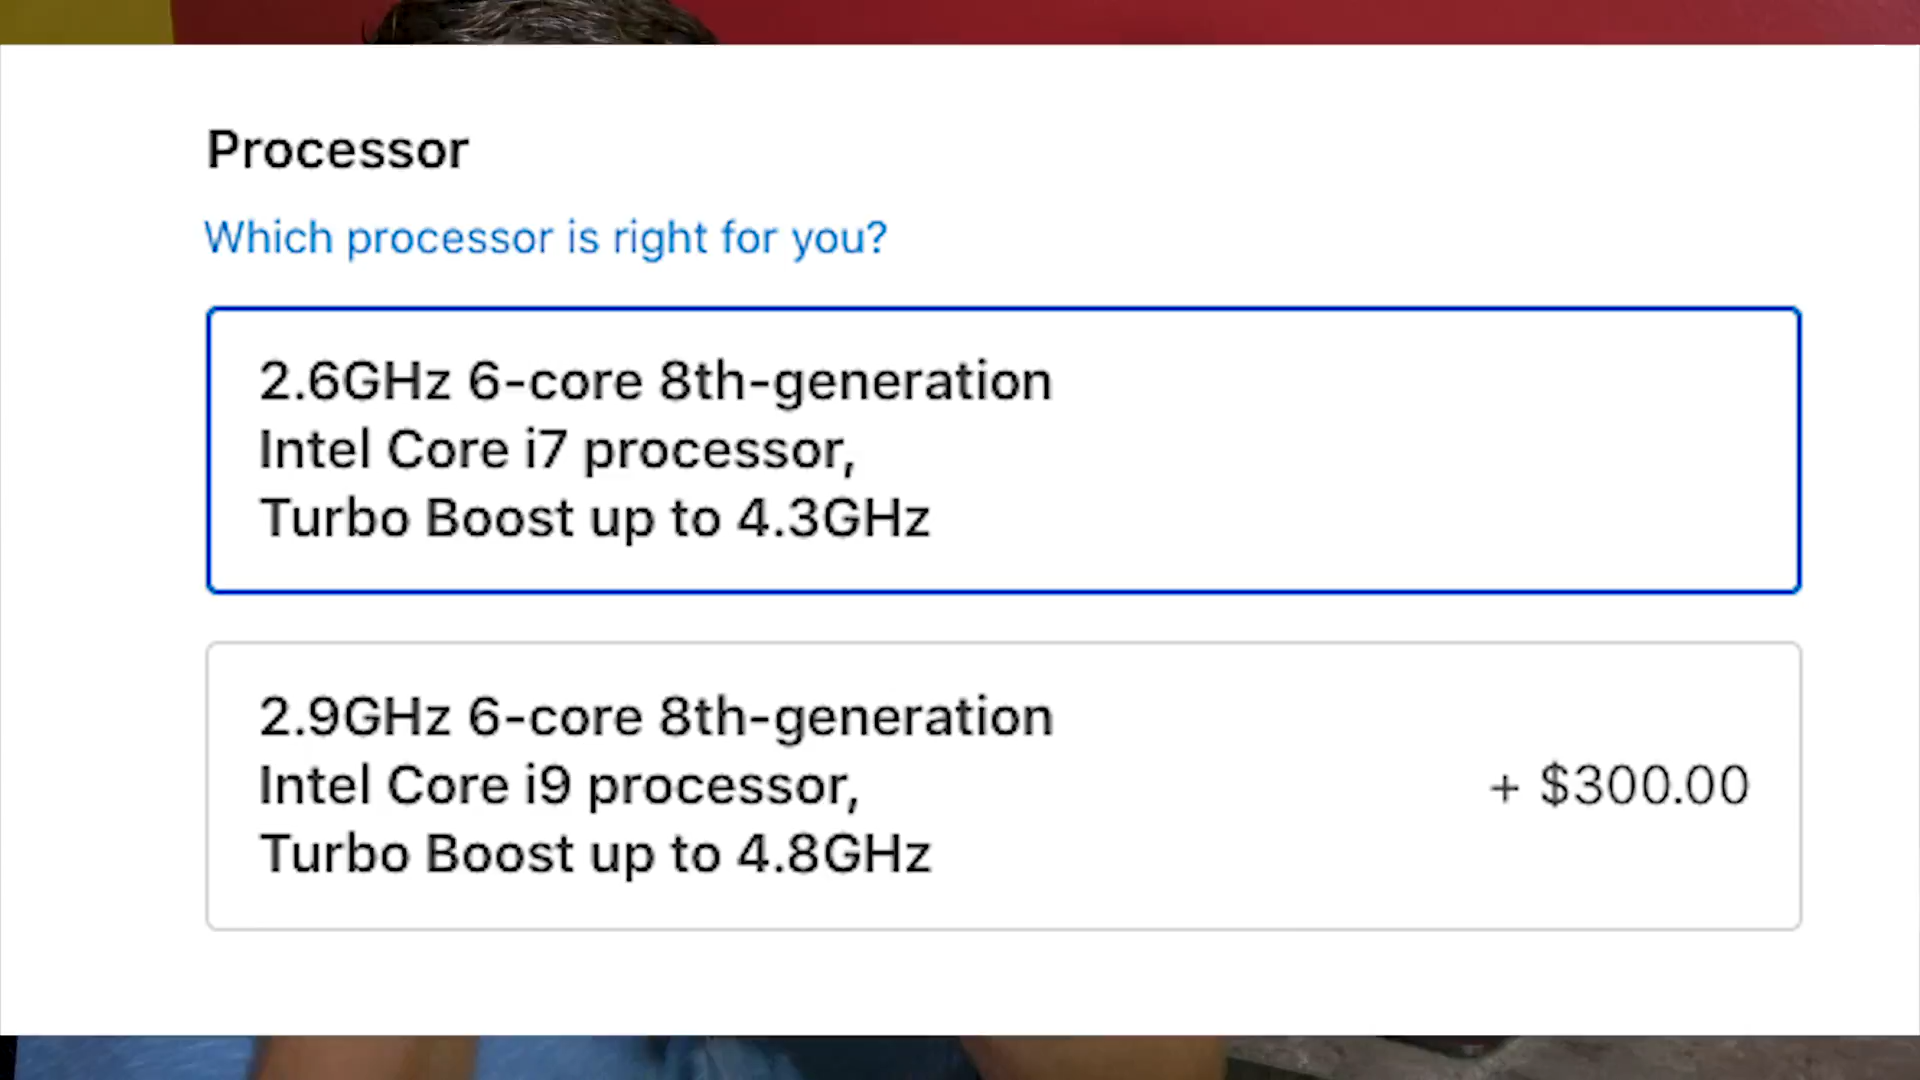 Processor
Which processor is right for you?
2.6GHz 6-core 8th-generation
Intel Core i7 processor,
Turbo Boost up to 4.3GHz
2.9GHz 6-core 8th-generation
Intel Core i9 processor,
+ $300.00
Turbo Boost up to 4.8GHz